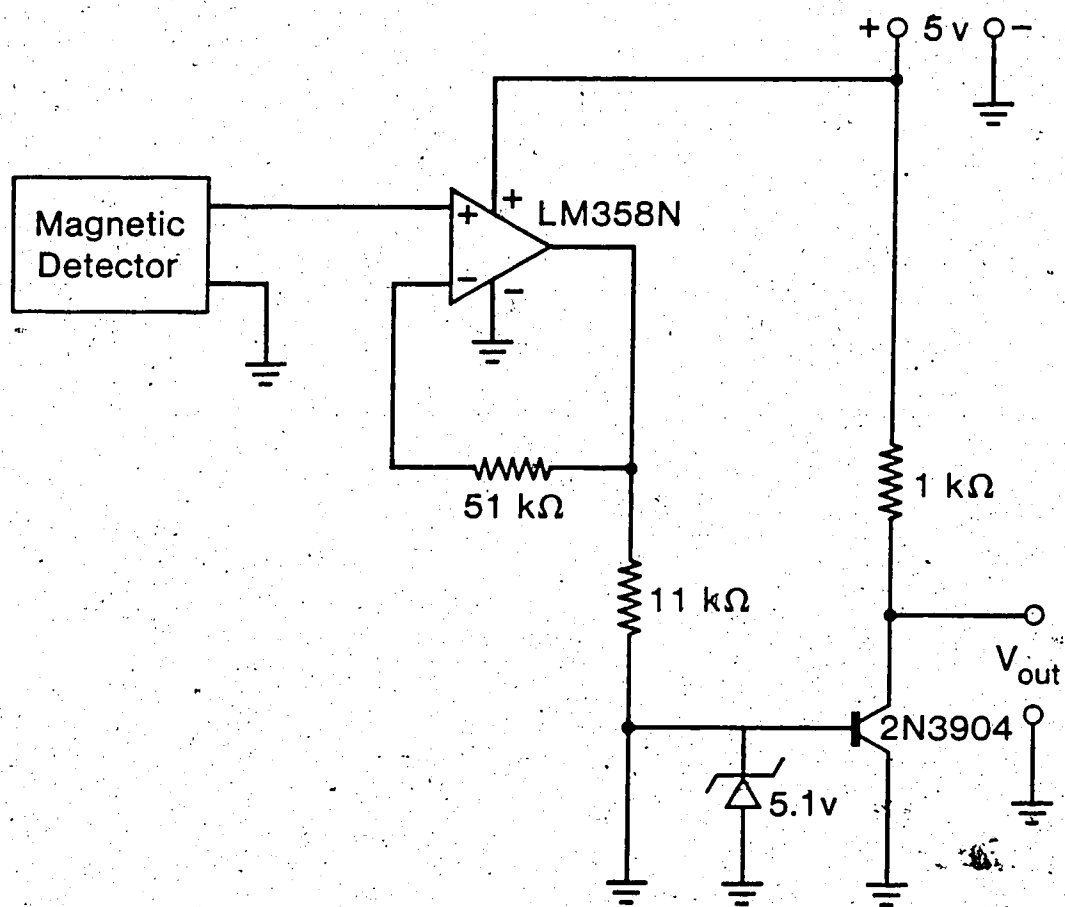 + 5 v -
+
LM358N
Magnetic
Detector
+
-
-
51 kΩ
1 kΩ
11 kΩ
V out
2N3904
5.1v